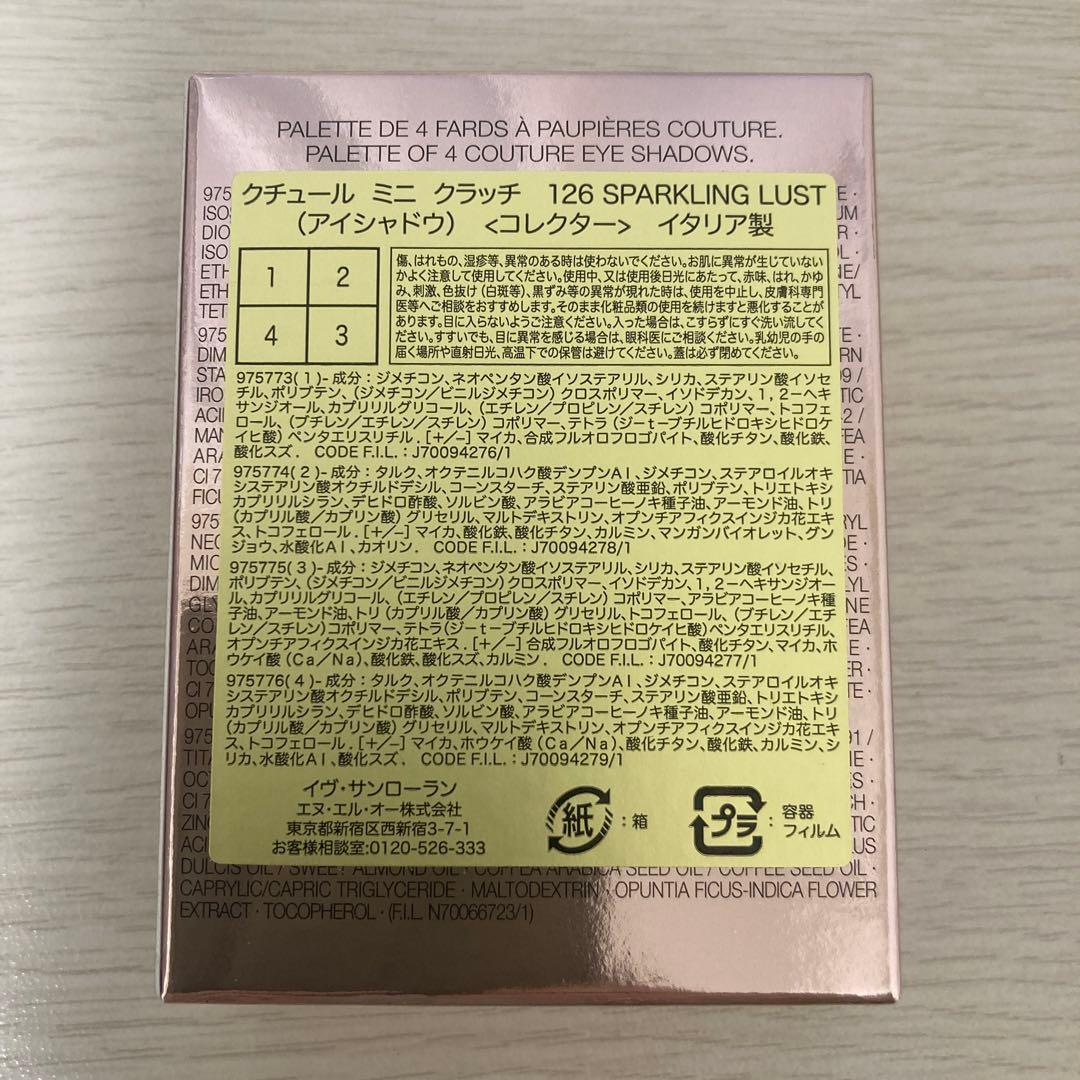 PALETTE DE 4 FARDS À PAUPIÈRES COUTURE.
PALETTE OF 4 COUTURE EYE SHADOWS.
クチュール ミニ クラッチ 126 SPARKLING LUST
(アイシャドウ) <コレクター> イタリア製
1 2
4 3
傷、はれもの、湿疹等、異常のある時は使わないでください。お肌に異常が生じていない
かよく注意して使用してください。使用中、又は使用後日光にあたって、赤味、はれ、かゆ
み、刺激、色抜け(白斑等)、黒ずみ等の異常が現れた時は、使用を中止し、皮膚科専門
医等へご相談をおすすめします。そのまま化粧品類の使用を続けますと悪化することが
あります。目に入らないようご注意ください。入った場合は、こすらずにすぐ洗い流してく
ださい。すすいでも、目に異常を感じる場合は、眼科医にご相談ください。乳幼児の手の
届く場所や直射日光、高温下での保管は避けてください。蓋は必ず閉めてください。
975773(1)-成分:ジメチコン、ネオペンタン酸イソステアリル、シリカ、ステアリン酸イソセ
チル、ポリブテン、(ジメチコン/ビニルジメチコン)クロスポリマー、イソドデカン、1,2-ヘキ
サンジオール、カプリリルグリコール、(エチレン/プロピレン/スチレン)コポリマー、トコフェ
ロール、(ブチレン/エチレン/スチレン)コポリマー、テトラ(ジ-t-ブチルヒドロキシヒドロケ
イヒ酸)ペンタエリスリチル.[+/-]マイカ、合成フルオロフロゴパイト、酸化チタン、酸化鉄、
酸化スズ. CODE F.I.L.:J70094276/1
975774(2)-成分:タルク、オクテニルコハク酸デンプンAl、ジメチコン、ステアロイルオキ
システアリン酸オクチルドデシル、コーンスターチ、ステアリン酸亜鉛、ポリブテン、トリエトキシ
カプリリルシラン、デヒドロ酢酸、ソルビン酸、アラビアコーヒーノキ種子油、アーモンド油、トリ
(カプリル酸/カプリン酸)グリセリル、マルトデキストリン、オプンチアフィクスインジカ花エキ
ス、トコフェロール.[+/-]マイカ、酸化鉄、酸化チタン、カルミン、マンガンバイオレット、グン
ジョウ、水酸化Al、カオリン. CODE F.I.L.:J70094278/1
975775(3)-成分:ジメチコン、ネオペンタン酸イソステアリル、シリカ、ステアリン酸イソセチル、
ポリブテン、(ジメチコン/ビニルジメチコン)クロスポリマー、イソドデカン、1,2-ヘキサンジオー
ル、カプリリルグリコール、(エチレン/プロピレン/スチレン)コポリマー、アラビアコーヒーノキ種
子油、アーモンド油、トリ(カプリル酸/カプリン酸)グリセリル、トコフェロール、(ブチレン/エチ
レン/スチレン)コポリマー、テトラ(ジ-t-ブチルヒドロキシヒドロケイヒ酸)ペンタエリスリチル、
オプンチアフィクスインジカ花エキス.[+/-]合成フルオロフロゴパイト、酸化チタン、マイカ、ホ
ウケイ酸(Ca/Na)、酸化鉄、酸化スズ、カルミン. CODE F.I.L.:J70094277/1
975776(4)-成分:タルク、オクテニルコハク酸デンプンAl、ジメチコン、ステアロイルオキ
システアリン酸オクチルドデシル、ポリブテン、コーンスターチ、ステアリン酸亜鉛、トリエトキシ
カプリリルシラン、デヒドロ酢酸、ソルビン酸、アラビアコーヒーノキ種子油、アーモンド油、トリ
(カプリル酸/カプリン酸)グリセリル、マルトデキストリン、オプンチアフィクスインジカ花エキ
ス、トコフェロール.[+/-]マイカ、ホウケイ酸(Ca/Na)、酸化チタン、酸化鉄、カルミン、シ
リカ、水酸化Al、酸化スズ. CODE F.I.L.:J70094279/1
イヴ・サンローラン
エヌ・エル・オー株式会社
東京都新宿区西新宿3-7-1
お客様相談室:0120-526-333
紙 :箱
プラ :容器
フィルム
DULCIS OIL / SWEET ALMOND OIL · COFFEA ARABICA SEED OIL / COFFEE SEED OIL ·
CAPRYLIC/CAPRIC TRIGLYCERIDE · MALTODEXTRIN · OPUNTIA FICUS-INDICA FLOWER
EXTRACT · TOCOPHEROL · (F.I.L. N70066723/1)